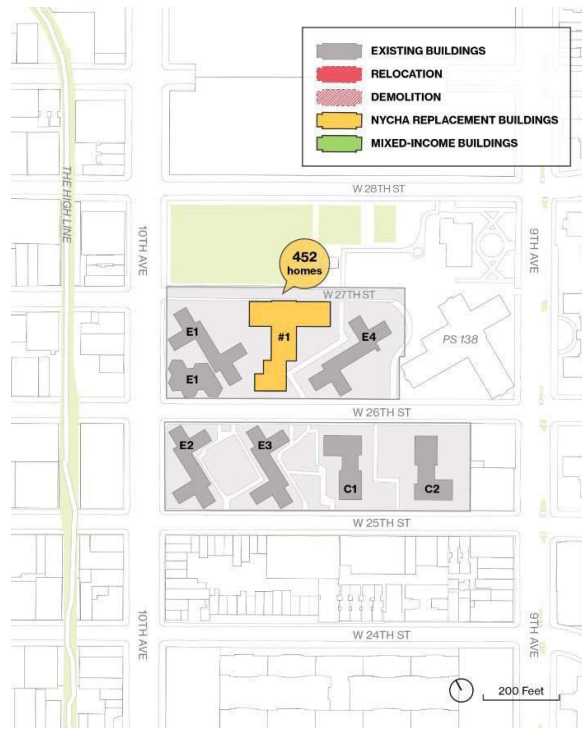 EXISTING BUILDINGS
RELOCATION
DEMOLITION
NYCHA REPLACEMENT BUILDINGS
MIXED-INCOME BUILDINGS
W 28TH ST
THE HIGH LINE
10TH AVE
9TH AVE
452
homes
W 27TH ST
E1
#1
E4
PS 138
E1
W 26TH ST
E2
E3
C1
C2
W 25TH ST
10TH AVE
9TH AVE
W 24TH ST
200 Feet